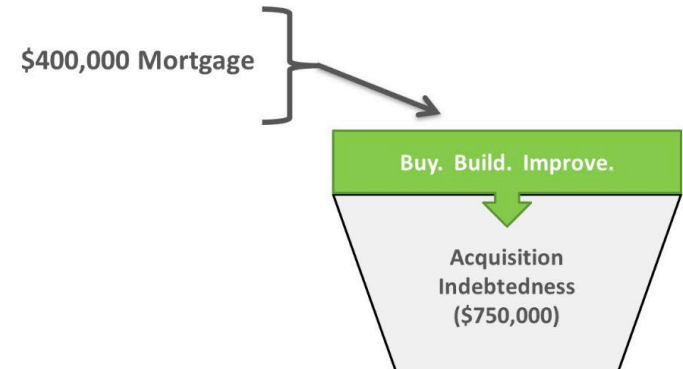 $400,000 Mortgage
Buy. Build. Improve.
Acquisition
Indebtedness
($750,000)